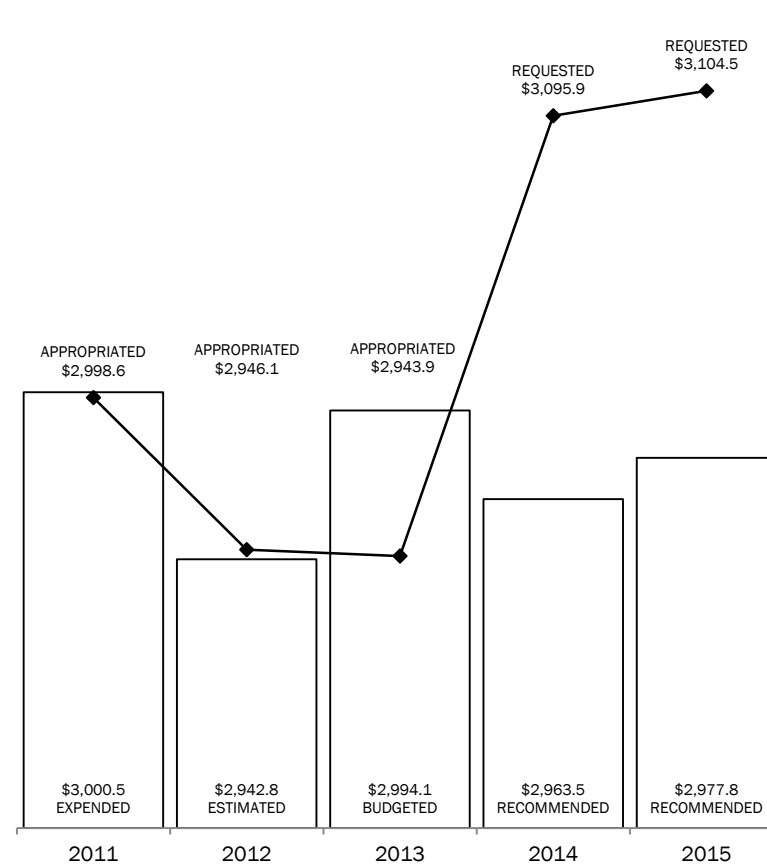 REQUESTED
$3,104.5
REQUESTED
$3,095.9
APPROPRIATED
$2,998.6
APPROPRIATED
$2,946.1
APPROPRIATED
$2,943.9
$3,000.5
EXPENDED
$2,942.8
ESTIMATED
$2,994.1
BUDGETED
$2,963.5
RECOMMENDED
$2,977.8
RECOMMENDED
2011
2012
2013
2014
2015